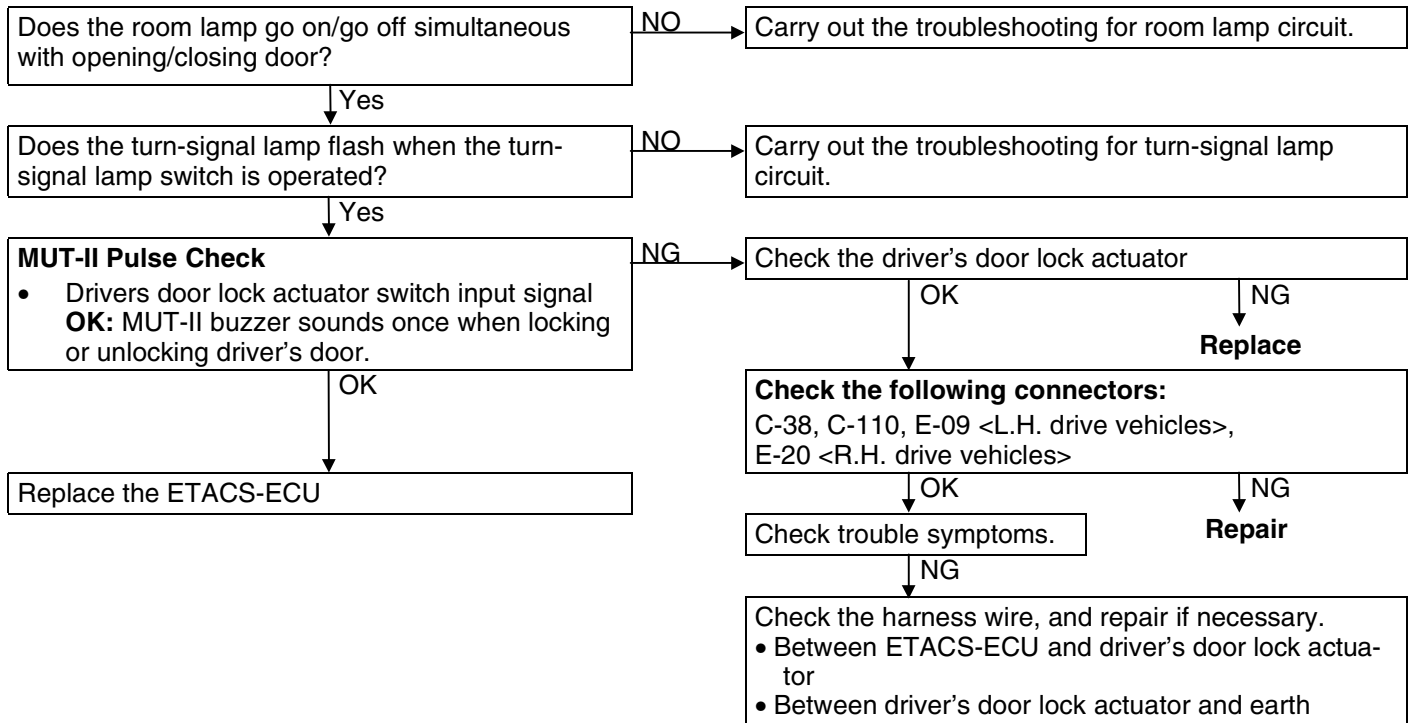 Does the room lamp go on/go off simultaneous
with opening/closing door?
NO
Carry out the troubleshooting for room lamp circuit.
Yes
Does the turn-signal lamp flash when the turn-
signal lamp switch is operated?
NO
Carry out the troubleshooting for turn-signal lamp
circuit.
Yes
MUT-II Pulse Check
• Drivers door lock actuator switch input signal
OK: MUT-II buzzer sounds once when locking
or unlocking driver's door.
NG
Check the driver's door lock actuator
OK
NG
Replace
OK
Check the following connectors:
C-38, C-110, E-09 <L.H. drive vehicles>,
E-20 <R.H. drive vehicles>
Replace the ETACS-ECU
OK
NG
Check trouble symptoms.
Repair
NG
Check the harness wire, and repair if necessary.
• Between ETACS-ECU and driver's door lock actua-
tor
• Between driver's door lock actuator and earth